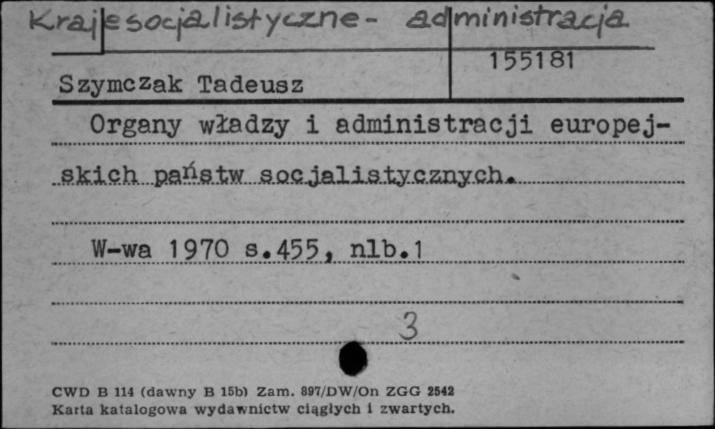 Kraje socjalistyczne - administracja
155181
Szymczak Tadeusz
Organy władzy i administracji europej-
skich państw socjalistycznych.
W-wa 1970 s.455, nlb.1
3
CWD B 114 (dawny B 15b) Zam. 897/DW/On ZGG 2542
Karta katalogowa wydawnictw ciągłych i zwartych.